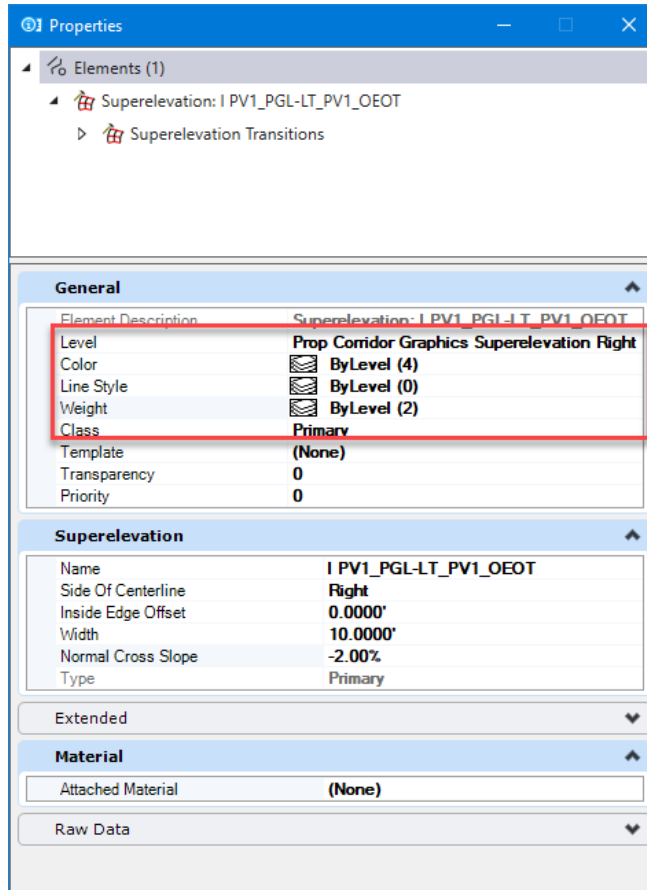 Properties
Elements (1)
Superelevation: I PV1_PGL-LT_PV1_OEOT
Superelevation Transitions
General
Element Description Superelevation: I PV1_PGL-LT_PV1_OEOT
Level Prop Corridor Graphics Superelevation Right
Color ByLevel (4)
Line Style ByLevel (0)
Weight ByLevel (2)
Class Primary
Template (None)
Transparency 0
Priority 0
Superelevation
Name I PV1_PGL-LT_PV1_OEOT
Side Of Centerline Right
Inside Edge Offset 0.0000'
Width 10.0000'
Normal Cross Slope -2.00%
Type Primary
Extended
Material
Attached Material (None)
Raw Data